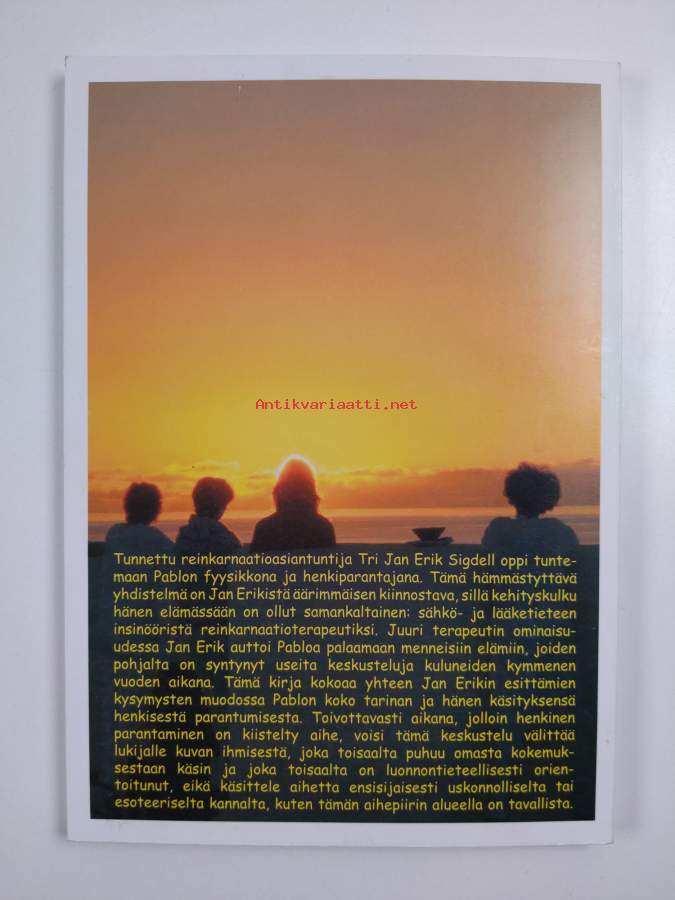 Antikvariaatti.net
Tunnettu reinkarnaatioasiantuntija Tri Jan Erik Sigdell oppi tunte-
maan Pablon fyysikkona ja henkiparantajana. Tämä hämmästyttävä
yhdistelmä on Jan Erikistä äärimmäisen kiinnostava, sillä kehityskulku
hänen elämässään on ollut samankaltainen: sähkö- ja lääketieteen
insinööristä reinkarnaatioterapeutiksi. Juuri terapeutin ominaisu-
udessa Jan Erik auttoi Pabloa palaamaan menneisiin elämiin, joiden
pohjalta on syntynyt useita keskusteluja kuluneiden kymmenen
vuoden aikana. Tämä kirja kokoaa yhteen Jan Erikin esittämien
kysymysten muodossa Pablon koko tarinan ja hänen käsityksensä
henkisestä parantumisesta. Toivottavasti aikana, jolloin henkinen
parantaminen on kiistelty aihe, voisi tämä keskustelu välittää
lukijalle kuvan ihmisestä, joka toisaalta puhuu omasta kokemuk-
sestaan käsin ja joka toisaalta on luonnontieteellisesti orien-
toitunut, eikä käsittele aihetta ensisijaisesti uskonnolliselta tai
esoteeriselta kannalta, kuten tämän aihepiirin alueella on tavallista.